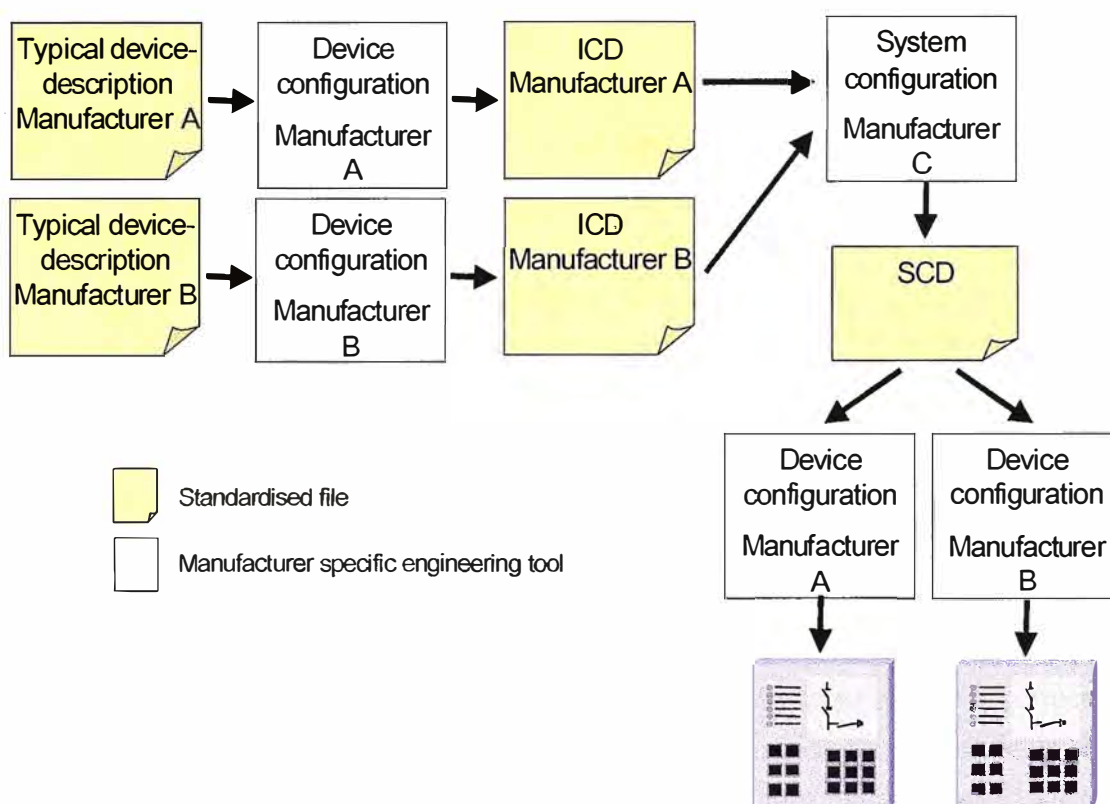 Typical device-
description
Manufacturer A
Device
configuration
Manufacturer
A
ICD
Manufacturer A
System
configuration
Manufacturer
C
Typical device-
description
Manufacturer B
Device
configuration
Manufacturer
B
ICD
Manufacturer B
SCD
Device
configuration
Manufacturer
A
Device
configuration
Manufacturer
B
Standardised file
Manufacturer specific engineering tool